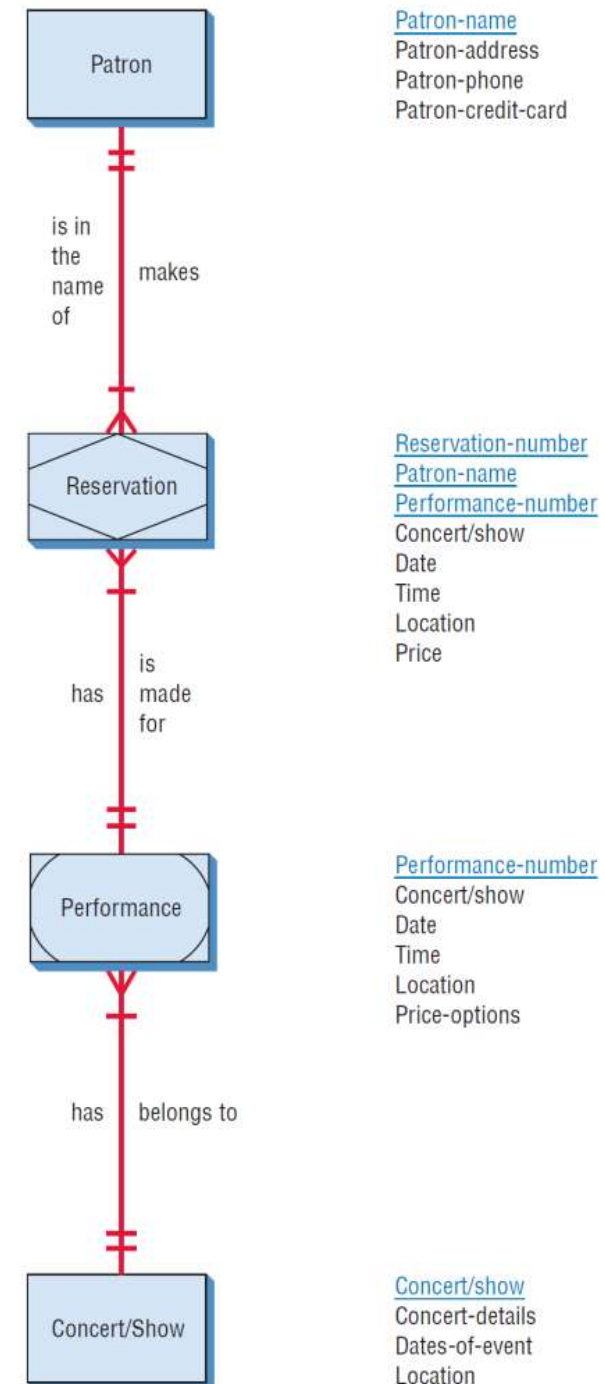 Patron
Patron-name
Patron-address
Patron-phone
Patron-credit-card
is in
the
name
of
makes
Reservation
Reservation-number
Patron-name
Performance-number
Concert/show
Date
Time
Location
Price
has
is
made
for
Performance
Performance-number
Concert/show
Date
Time
Location
Price-options
has
belongs to
Concert/Show
Concert/show
Concert-details
Dates-of-event
Location